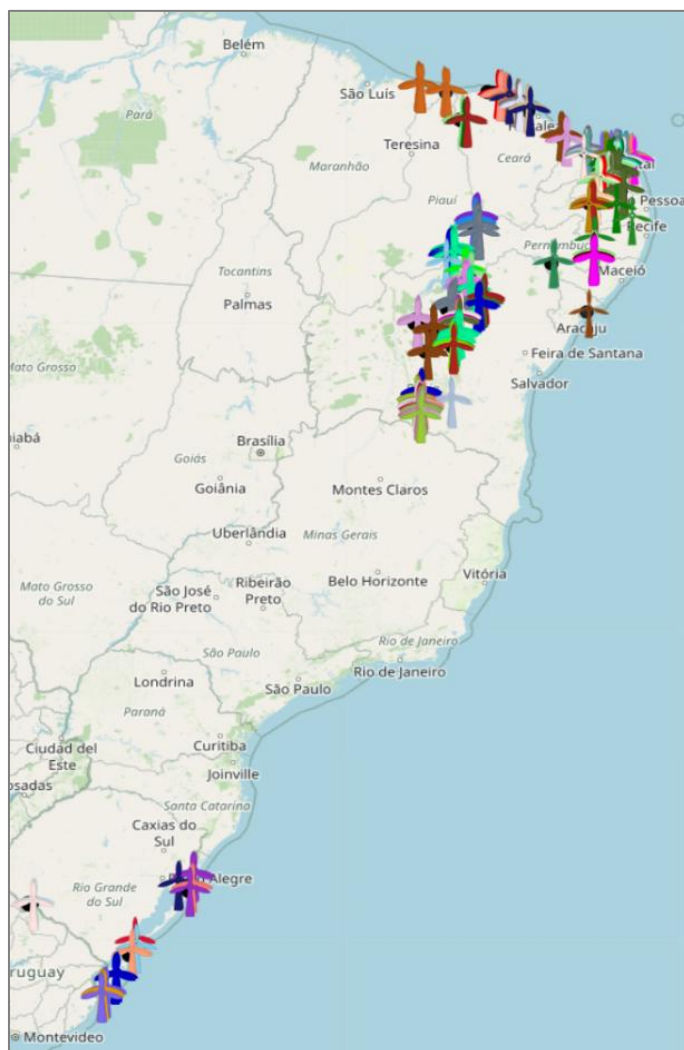 Belém
São Luís
Pará
Teresina
Maranhão
Ceará
Piauí
Pernambuco
Recife
Maceió
Tocantins
Palmas
Aracaju
Feira de Santana
Salvador
Mato Grosso
Brasília
Goiás
Goiânia
Montes Claros
Uberlândia
Minas Gerais
Vitória
Belo Horizonte
Mato Grosso
do Sul
São José
do Rio Preto
Ribeirão
Preto
Rio de Janeiro
São Paulo
Rio de Janeiro
Londrina
São Paulo
Paraná
Curitiba
Ciudad del
Este
Joinville
osadas
Santa Catarina
Caxias do
Sul
Alegre
Rio Grande
do Sul
ruguay
Montevideo